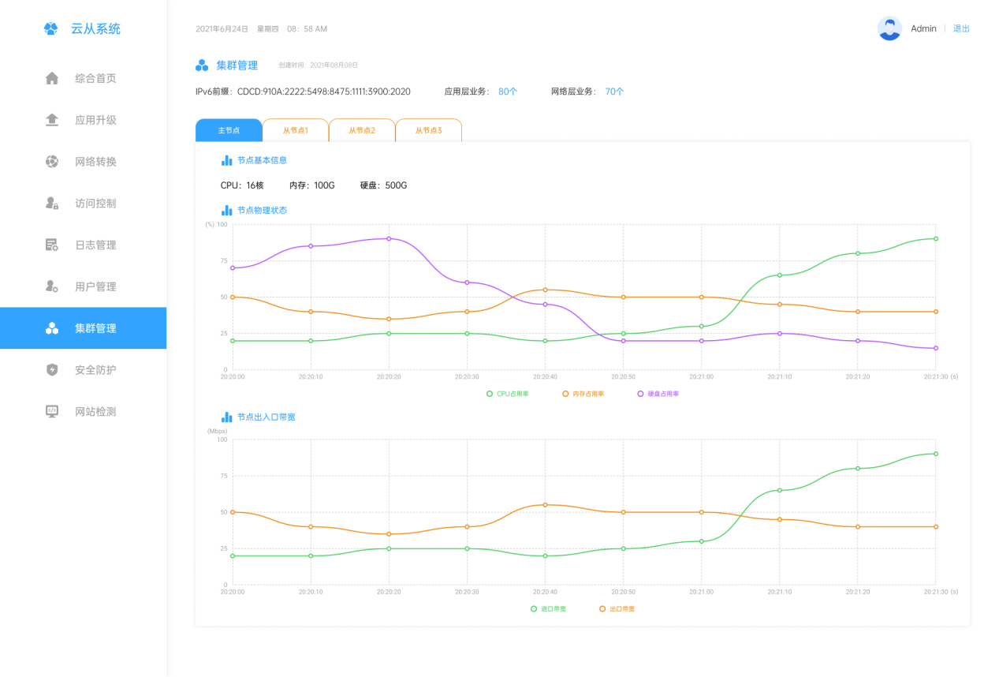 云从系统
2021年6月24日 星期四 08：58 AM
Admin | 退出
综合首页
应用升级
网络转换
访问控制
日志管理
用户管理
集群管理
安全防护
网站检测
集群管理 创建时间：2021年08月08日
IPv6前缀：CDCD:910A:2222:5498:8475:1111:3900:2020 应用层业务： 80个 网络层业务： 70个
主节点 从节点1 从节点2 从节点3
节点基本信息
CPU：16核 内存：100G 硬盘：500G
节点物理状态
(%) 100
75
50
25
0
20:20:00 20:20:10 20:20:20 20:20:30 20:20:40 20:20:50 20:21:00 20:21:10 20:21:20 20:21:30 (s)
CPU占用率 内存占用率 硬盘占用率
节点出入口带宽
(Mbps)
100
75
50
25
0
20:20:00 20:20:10 20:20:20 20:20:30 20:20:40 20:20:50 20:21:00 20:21:10 20:21:20 20:21:30 (s)
进口带宽 出口带宽